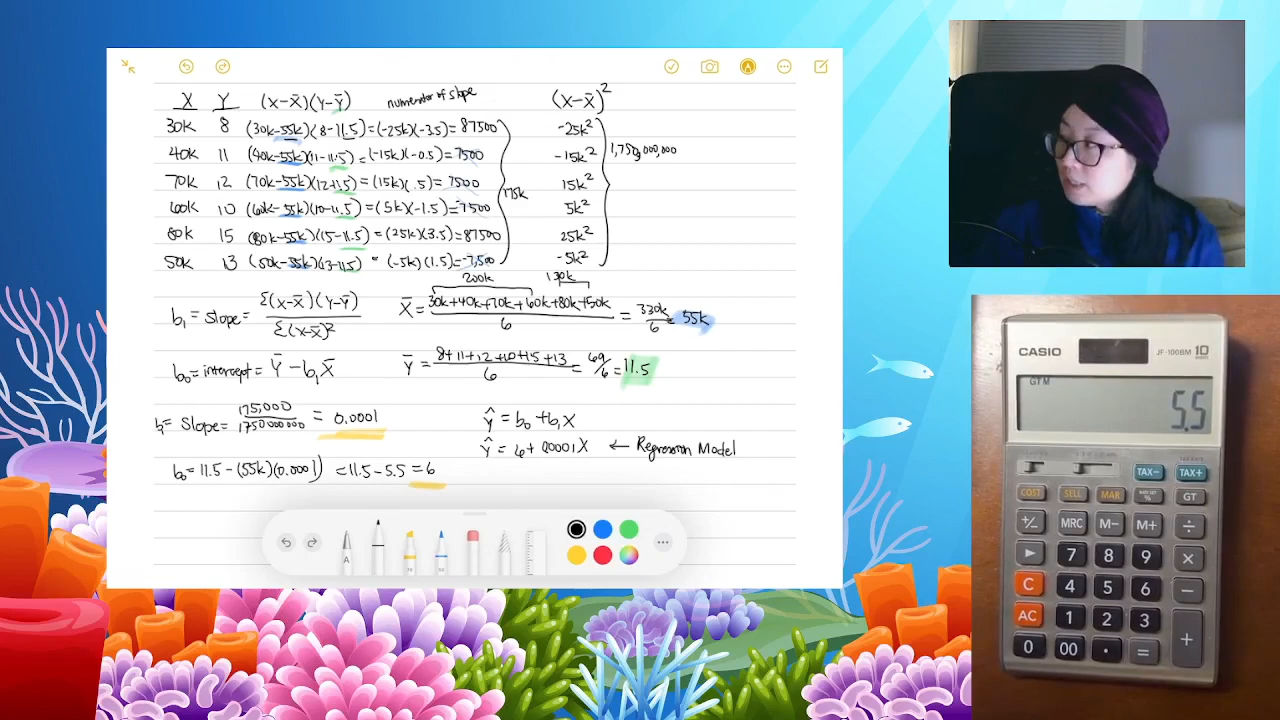 X Y (X-X̄)(Y-Ȳ) numerator of slope (X-X̄)²
30K 8 (30K-55K)(8-11.5)=(-25K)(-3.5)=87500 -25K²
40K 11 (40K-55K)(11-11.5)=(-15K)(-0.5)=7500 -15K² 1,750,000,000
70K 12 (70K-55K)(12-11.5)=(15K)(.5)=7500 15K²
175K
60K 10 (60K-55K)(10-11.5)=(5K)(-1.5)=-7500 5K²
80K 15 (80K-55K)(15-11.5)=(25K)(3.5)=87500 25K²
50K 13 (50K-55K)(13-11.5) = (-5K)(1.5)=-7,500 -5K²
200K 130K
b₁ = slope = Σ(X-X̄)(Y-Ȳ) / Σ(X-X̄)² X̄ = 30K+40K+70K+60K+80K+50K / 6 = 330K / 6 = 55K
b₀ = intercept = Ȳ - b₁X̄ Ȳ = 8+11+12+10+15+13 / 6 = 69/6 = 11.5
b₁= Slope= 175,000 / 1750000000 = 0.0001 Ŷ = b₀ + b₁X
Ŷ = 6 + .00001X ← Regression Model
b₀ = 11.5 - (55K)(0.0001) = 11.5 - 5.5 = 6
A
CASIO JF-100BM 10
GTM
5.5
TAX- TAX+
COST SELL MAR GT
+/- MRC M- M+ ÷
▶ 7 8 9 ×
C 4 5 6 −
AC 1 2 3 +
0 00 · =